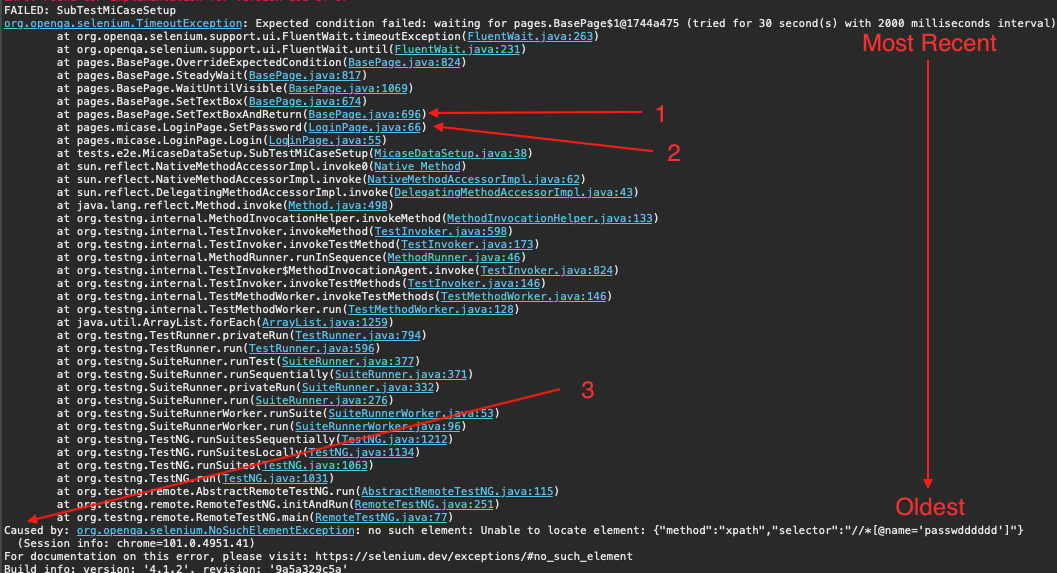 FAILED: SubTestMiCaseSetup
org.openqa.selenium.TimeoutException: Expected condition failed: waiting for pages.BasePage$1@1744a475 (tried for 30 second(s) with 2000 milliseconds interval)
at org.openqa.selenium.support.ui.FluentWait.timeoutException(FluentWait.java:263)
Most Recent
at org.openqa.selenium.support.ui.FluentWait.until(FluentWait.java:231)
at pages.BasePage.OverrideExpectedCondition(BasePage.java:824)
at pages.BasePage.SteadyWait(BasePage.java:817)
at pages.BasePage.WaitUntilVisible(BasePage.java:1069)
at pages.BasePage.SetTextBox(BasePage.java:674)
at pages.BasePage.SetTextBoxAndReturn(BasePage.java:696)
1
at pages.micase.LoginPage.SetPassword(LoginPage.java:66)
at pages.micase.LoginPage.Login(LoginPage.java:55)
2
at tests.e2e.MicaseDataSetup.SubTestMiCaseSetup(MicaseDataSetup.java:38)
at sun.reflect.NativeMethodAccessorImpl.invoke0(Native Method)
at sun.reflect.NativeMethodAccessorImpl.invoke(NativeMethodAccessorImpl.java:62)
at sun.reflect.DelegatingMethodAccessorImpl.invoke(DelegatingMethodAccessorImpl.java:43)
at java.lang.reflect.Method.invoke(Method.java:498)
at org.testng.internal.MethodInvocationHelper.invokeMethod(MethodInvocationHelper.java:133)
at org.testng.internal.TestInvoker.invokeMethod(TestInvoker.java:598)
at org.testng.internal.TestInvoker.invokeTestMethod(TestInvoker.java:173)
at org.testng.internal.MethodRunner.runInSequence(MethodRunner.java:46)
at org.testng.internal.TestInvoker$MethodInvocationAgent.invoke(TestInvoker.java:824)
at org.testng.internal.TestInvoker.invokeTestMethods(TestInvoker.java:146)
at org.testng.internal.TestMethodWorker.invokeTestMethods(TestMethodWorker.java:146)
at org.testng.internal.TestMethodWorker.run(TestMethodWorker.java:128)
at java.util.ArrayList.forEach(ArrayList.java:1259)
at org.testng.TestRunner.privateRun(TestRunner.java:794)
at org.testng.TestRunner.run(TestRunner.java:596)
at org.testng.SuiteRunner.runTest(SuiteRunner.java:377)
at org.testng.SuiteRunner.runSequentially(SuiteRunner.java:371)
at org.testng.SuiteRunner.privateRun(SuiteRunner.java:332)
3
at org.testng.SuiteRunner.run(SuiteRunner.java:276)
at org.testng.SuiteRunnerWorker.runSuite(SuiteRunnerWorker.java:53)
at org.testng.SuiteRunnerWorker.run(SuiteRunnerWorker.java:96)
at org.testng.TestNG.runSuitesSequentially(TestNG.java:1212)
at org.testng.TestNG.runSuitesLocally(TestNG.java:1134)
at org.testng.TestNG.runSuites(TestNG.java:1063)
at org.testng.TestNG.run(TestNG.java:1031)
at org.testng.remote.AbstractRemoteTestNG.run(AbstractRemoteTestNG.java:115)
at org.testng.remote.RemoteTestNG.initAndRun(RemoteTestNG.java:251)
Oldest
at org.testng.remote.RemoteTestNG.main(RemoteTestNG.java:77)
Caused by: org.openqa.selenium.NoSuchElementException: no such element: Unable to locate element: {"method":"xpath","selector":"//*[@name='passwdddddd']"}
(Session info: chrome=101.0.4951.41)
For documentation on this error, please visit: https://selenium.dev/exceptions/#no_such_element
Build info: version: '4.1.2', revision: '9a5a329c5a'